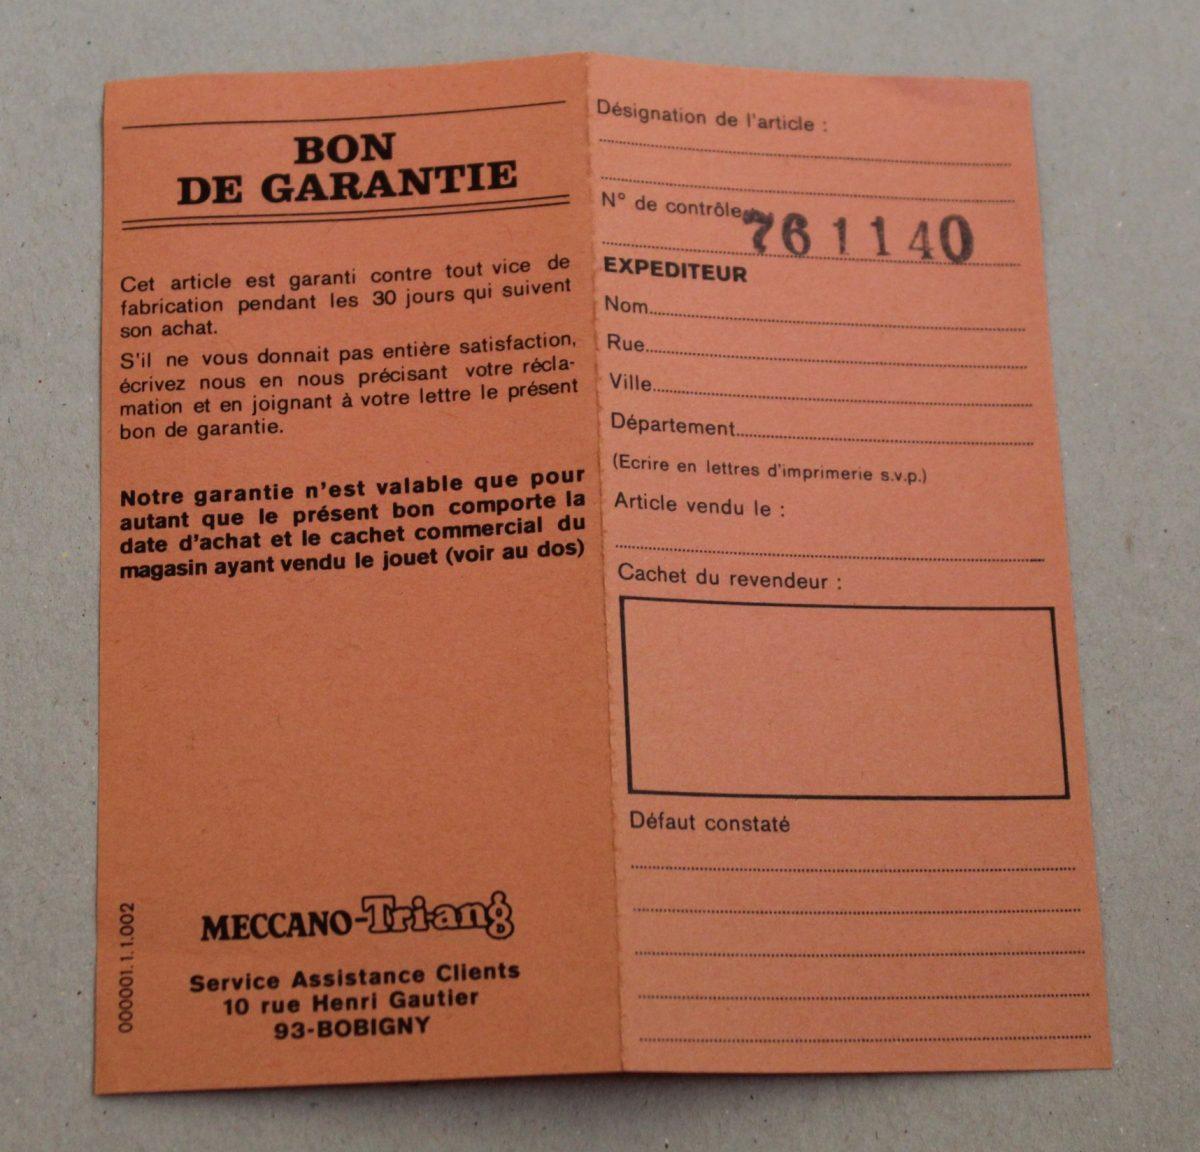 BON
DE GARANTIE
Cet article est garanti contre tout vice de
fabrication pendant les 30 jours qui suivent
son achat.
S'il ne vous donnait pas entière satisfaction,
écrivez nous en nous précisant votre récla-
mation et en joignant à votre lettre le présent
bon de garantie.
Notre garantie n'est valable que pour
autant que le présent bon comporte la
date d'achat et le cachet commercial du
magasin ayant vendu le jouet (voir au dos)
MECCANO-Tri-ang
Service Assistance Clients
10 rue Henri Gautier
93-BOBIGNY
000001.1.1.002
Désignation de l'article :
N° de contrôle :
761140
EXPEDITEUR
Nom
Rue
Ville
Département
(Ecrire en lettres d'imprimerie s.v.p.)
Article vendu le :
Cachet du revendeur :
Défaut constaté